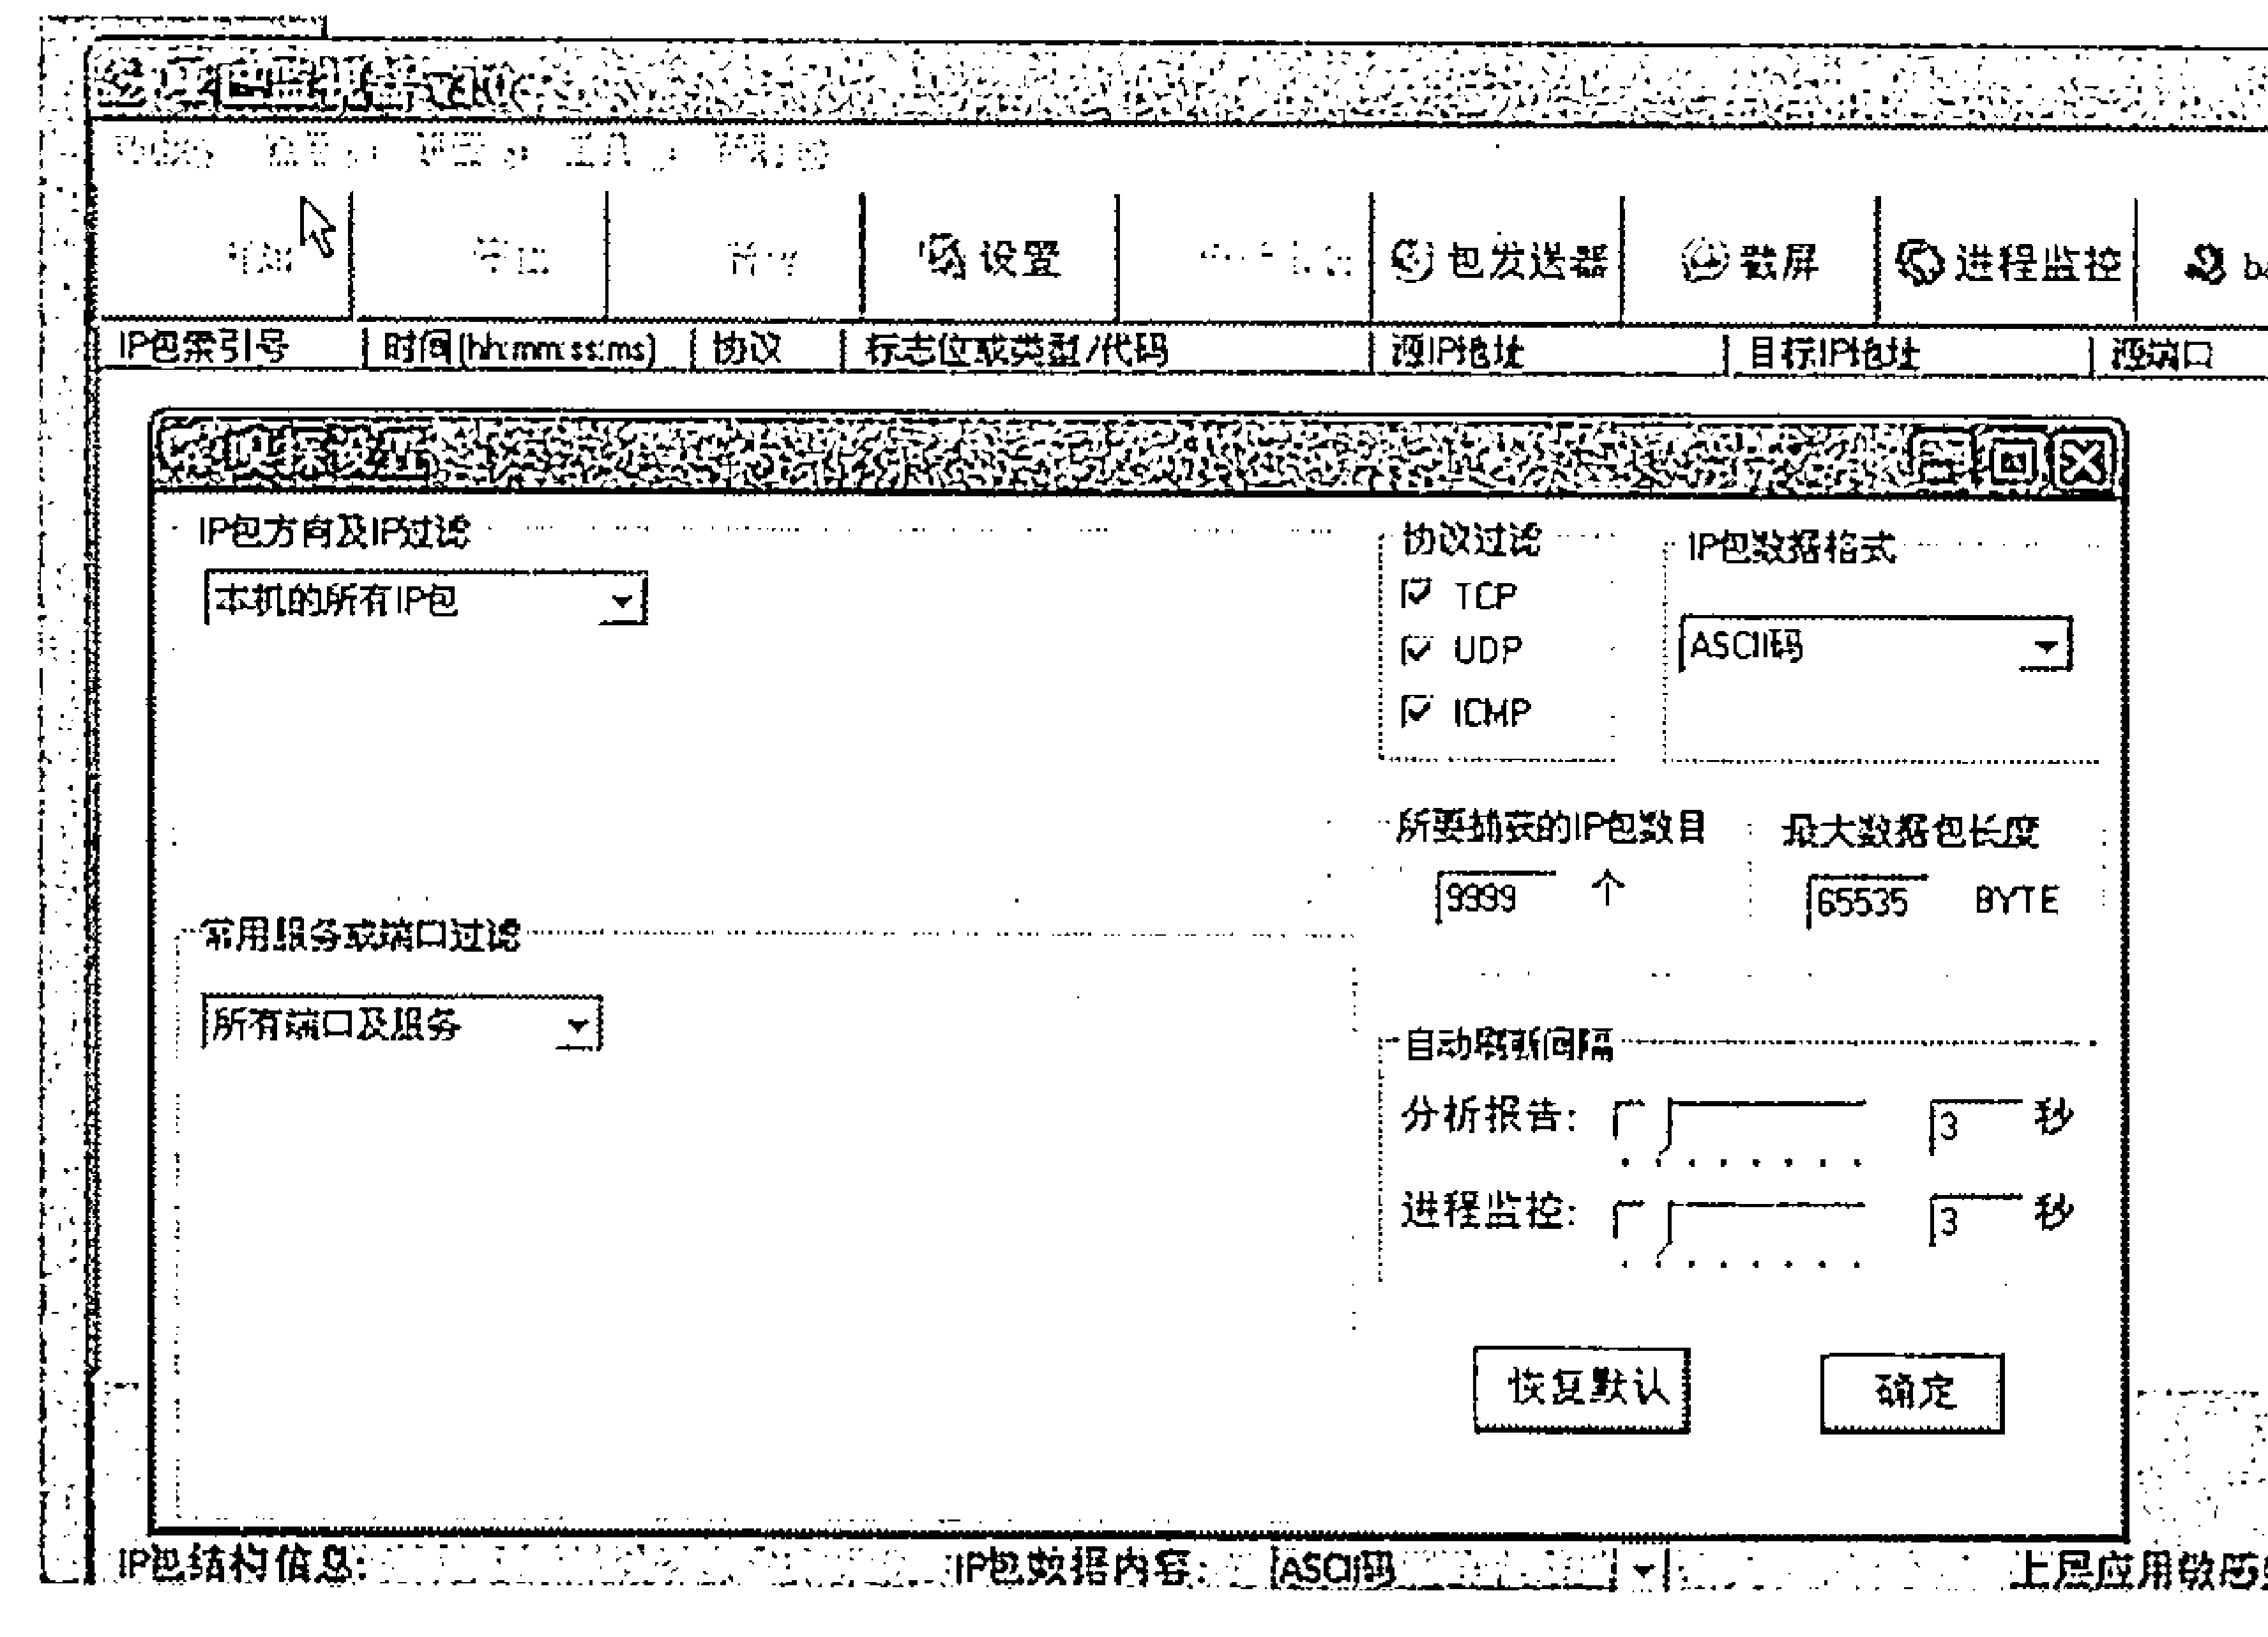 设置 包发送器 截屏 进程监控
IP包索引号 时间(hh:mm:ss:ms) 协议 标志位或类型/代码 源IP地址 目标IP地址 源端口
嗅探设置
IP包方向及IP过滤
本机的所有IP包
协议过滤
TCP
UDP
ICMP
IP包数据格式
ASCII码
所要捕获的IP包数目
9999 个
最大数据包长度
65535 BYTE
常用服务或端口过滤
所有端口及服务
自动刷新间隔
分析报告: 3 秒
进程监控: 3 秒
恢复默认 确定
IP包结构信息: IP包数据内容: ASCII码 上层应用敏感